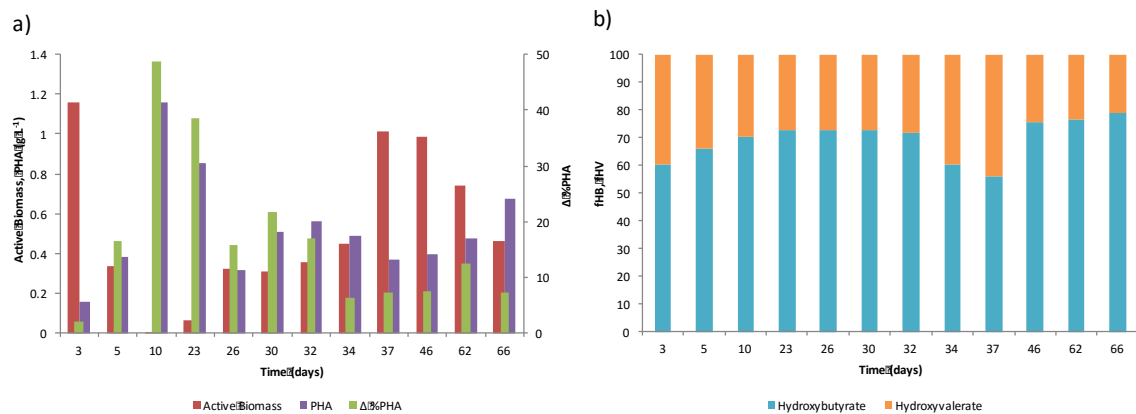 a)
1.4
1.2
1
0.8
0.6
0.4
0.2
0
Active Biomass, PHA (g L-1)
50
40
30
20
10
0
Δ %PHA
3 5 10 23 26 30 32 34 37 46 62 66
Time (days)
Active Biomass PHA Δ %PHA
b)
100
90
80
70
60
50
40
30
20
10
0
fHB, fHV
3 5 10 23 26 30 32 34 37 46 62 66
Time (days)
Hydroxybutyrate Hydroxyvalerate